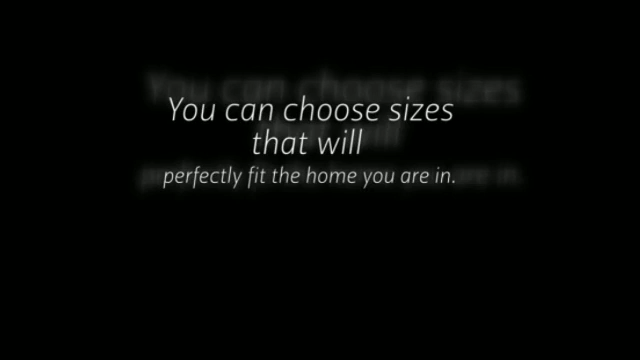 You can choose sizes
that will
perfectly fit the home you are in.